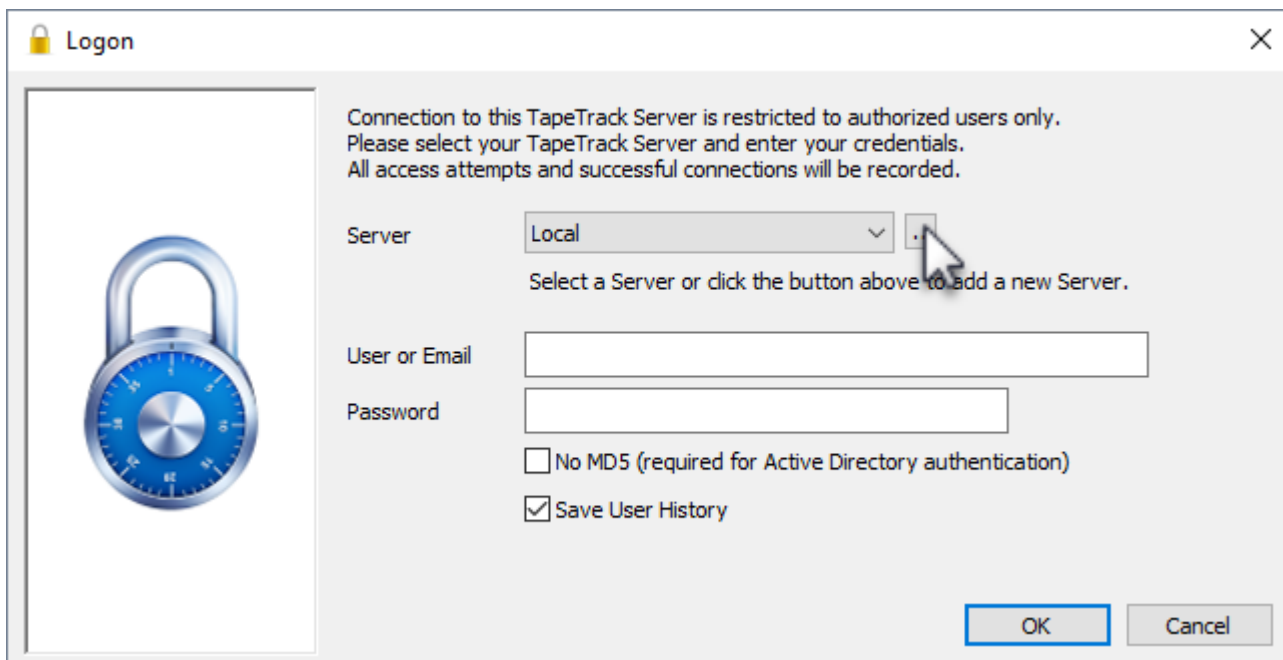 Logon
Connection to this TapeTrack Server is restricted to authorized users only.
Please select your TapeTrack Server and enter your credentials.
All access attempts and successful connections will be recorded.
Server Local
Select a Server or click the button above to add a new Server.
User or Email
Password
No MD5 (required for Active Directory authentication)
Save User History
OK Cancel